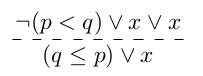 ¬(p < q) ∨ x ∨ x
(q ≤ p) ∨ x